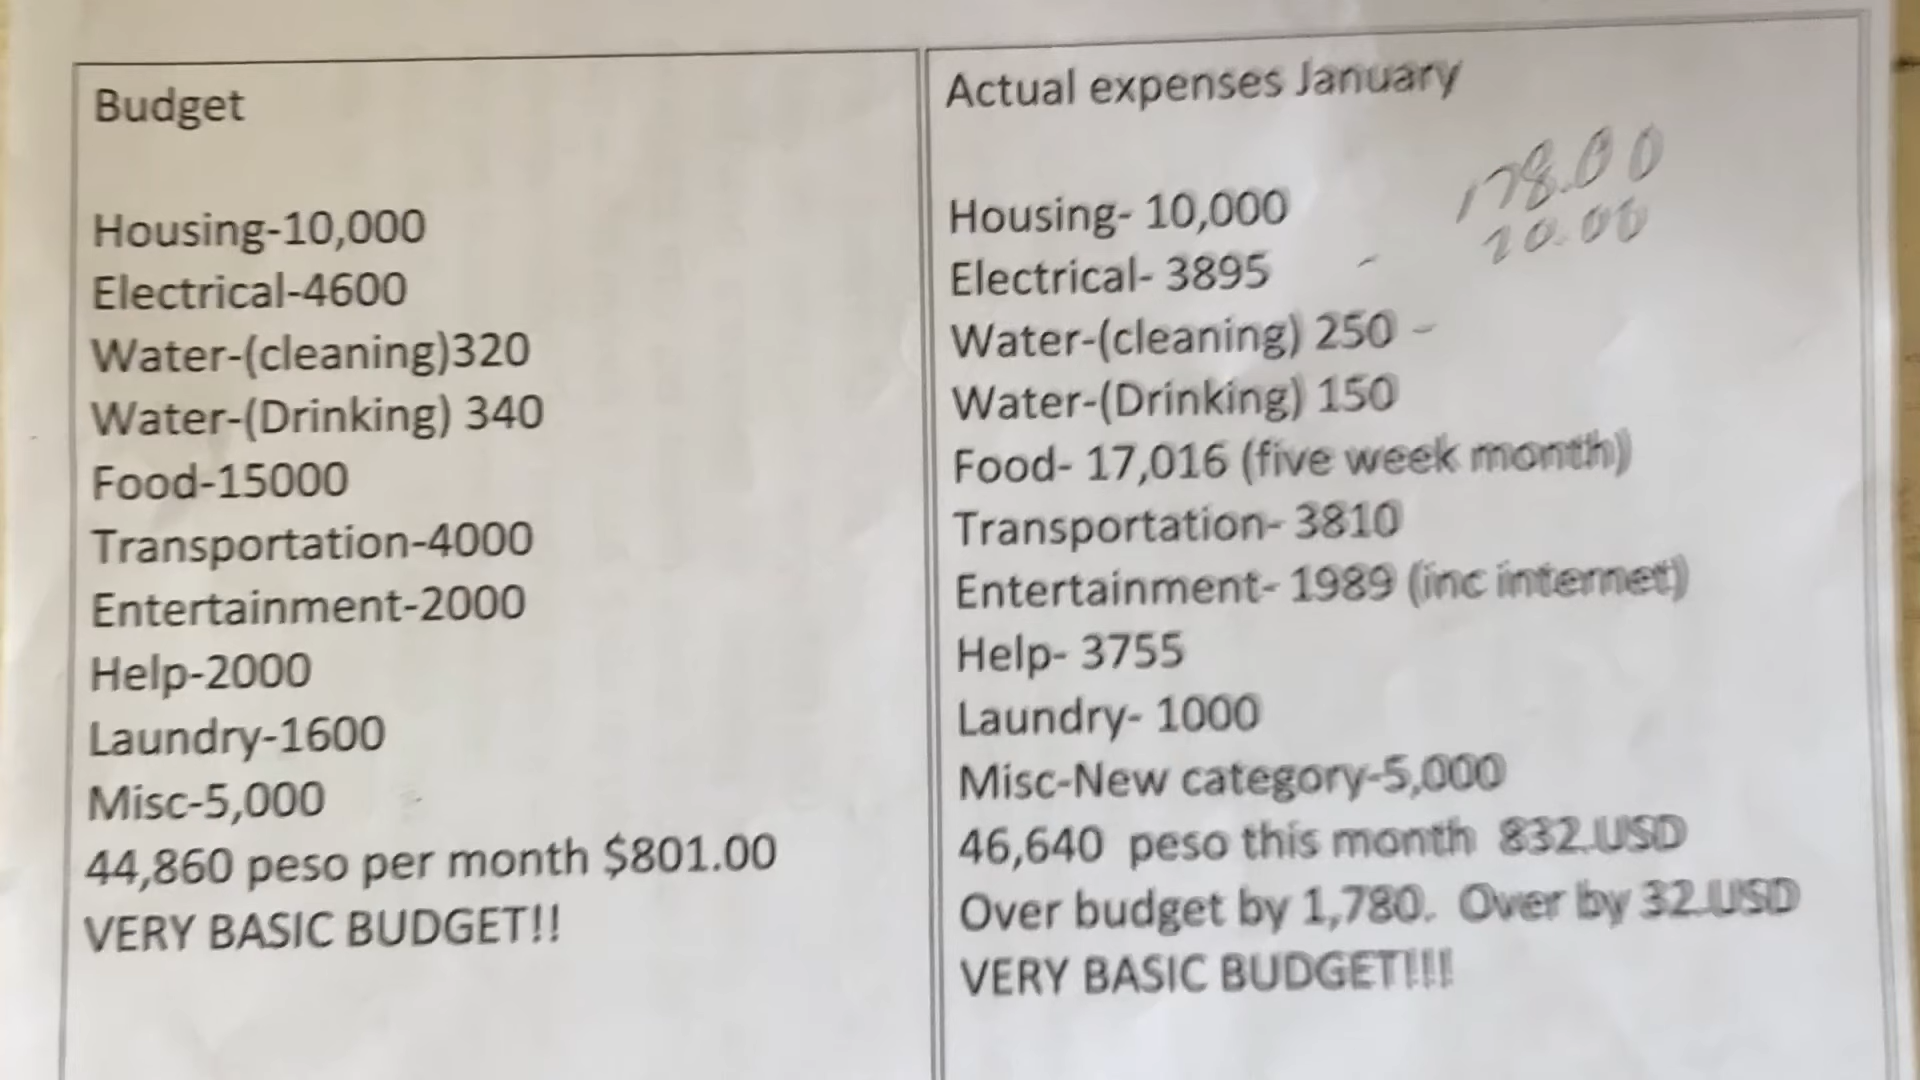 Budget
Housing-10,000
Electrical-4600
Water-(cleaning)320
Water-(Drinking) 340
Food-15000
Transportation-4000
Entertainment-2000
Help-2000
Laundry-1600
Misc-5,000
44,860 peso per month $801.00
VERY BASIC BUDGET!!
Actual expenses January
178.00
20.00
Housing- 10,000
Electrical- 3895 -
Water-(cleaning) 250 -
Water-(Drinking) 150
Food- 17,016 (five week month)
Transportation- 3810
Entertainment- 1989 (inc internet)
Help- 3755
Laundry- 1000
Misc-New category-5,000
46,640 peso this month 832.USD
Over budget by 1,780. Over by 32.USD
VERY BASIC BUDGET!!!